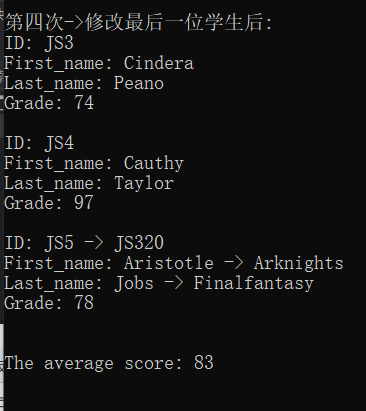 第四次->修改最后一位学生后:
ID: JS3
First_name: Cindera
Last_name: Peano
Grade: 74
ID: JS4
First_name: Cauthy
Last_name: Taylor
Grade: 97
ID: JS5 -> JS320
First_name: Aristotle -> Arknights
Last_name: Jobs -> Finalfantasy
Grade: 78
The average score: 83